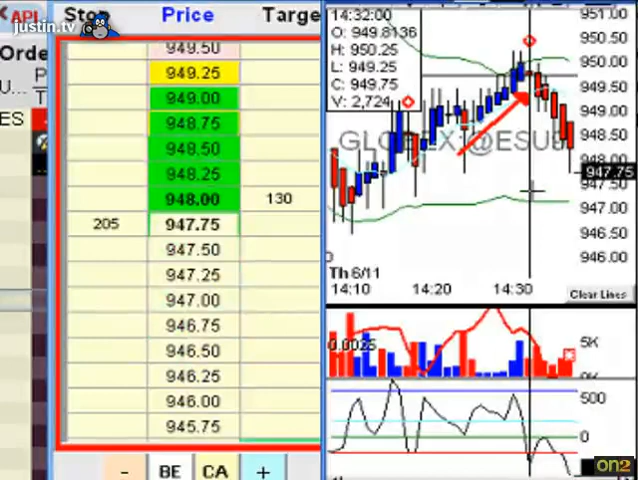 API
justin.tv
Orde
P
U...
T
ES
Stop Price Targe
949.50
949.25
949.00
948.75
948.50
948.25
948.00 130
205 947.75
947.50
947.25
947.00
946.75
946.50
946.25
946.00
945.75
- BE CA +
14:32:00
O: 949.8136
H: 950.25
L: 949.25
C: 949.75
V: 2,724
GLOBEX @ESU9
951.00
950.50
950.00
949.50
949.00
948.50
948.00
947.75
947.50
947.00
946.50
946.00
Th 6/11
14:10 14:20 14:30 Clear Lines
0.0025
5K
0K
500
0
on2